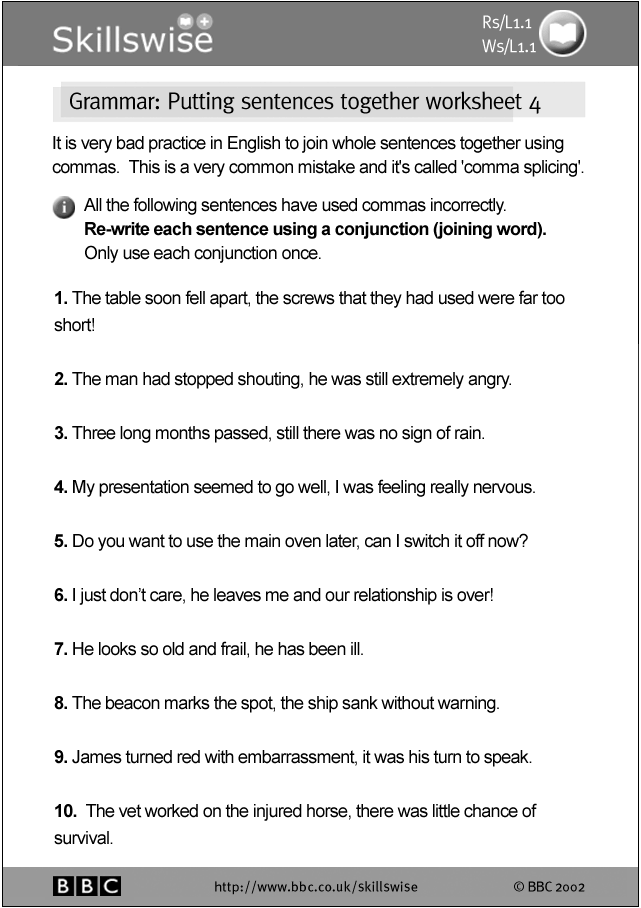 Skillswise
Rs/L1.1
Ws/L1.1
Grammar: Putting sentences together worksheet 4
It is very bad practice in English to join whole sentences together using
commas.  This is a very common mistake and it's called 'comma splicing'.
i
All the following sentences have used commas incorrectly.
Re-write each sentence using a conjunction (joining word).
Only use each conjunction once.
1. The table soon fell apart, the screws that they had used were far too
short!
2. The man had stopped shouting, he was still extremely angry.
3. Three long months passed, still there was no sign of rain.
4. My presentation seemed to go well, I was feeling really nervous.
5. Do you want to use the main oven later, can I switch it off now?
6. I just don’t care, he leaves me and our relationship is over!
7. He looks so old and frail, he has been ill.
8. The beacon marks the spot, the ship sank without warning.
9. James turned red with embarrassment, it was his turn to speak.
10.  The vet worked on the injured horse, there was little chance of
survival.
BBC
http://www.bbc.co.uk/skillswise
© BBC 2002